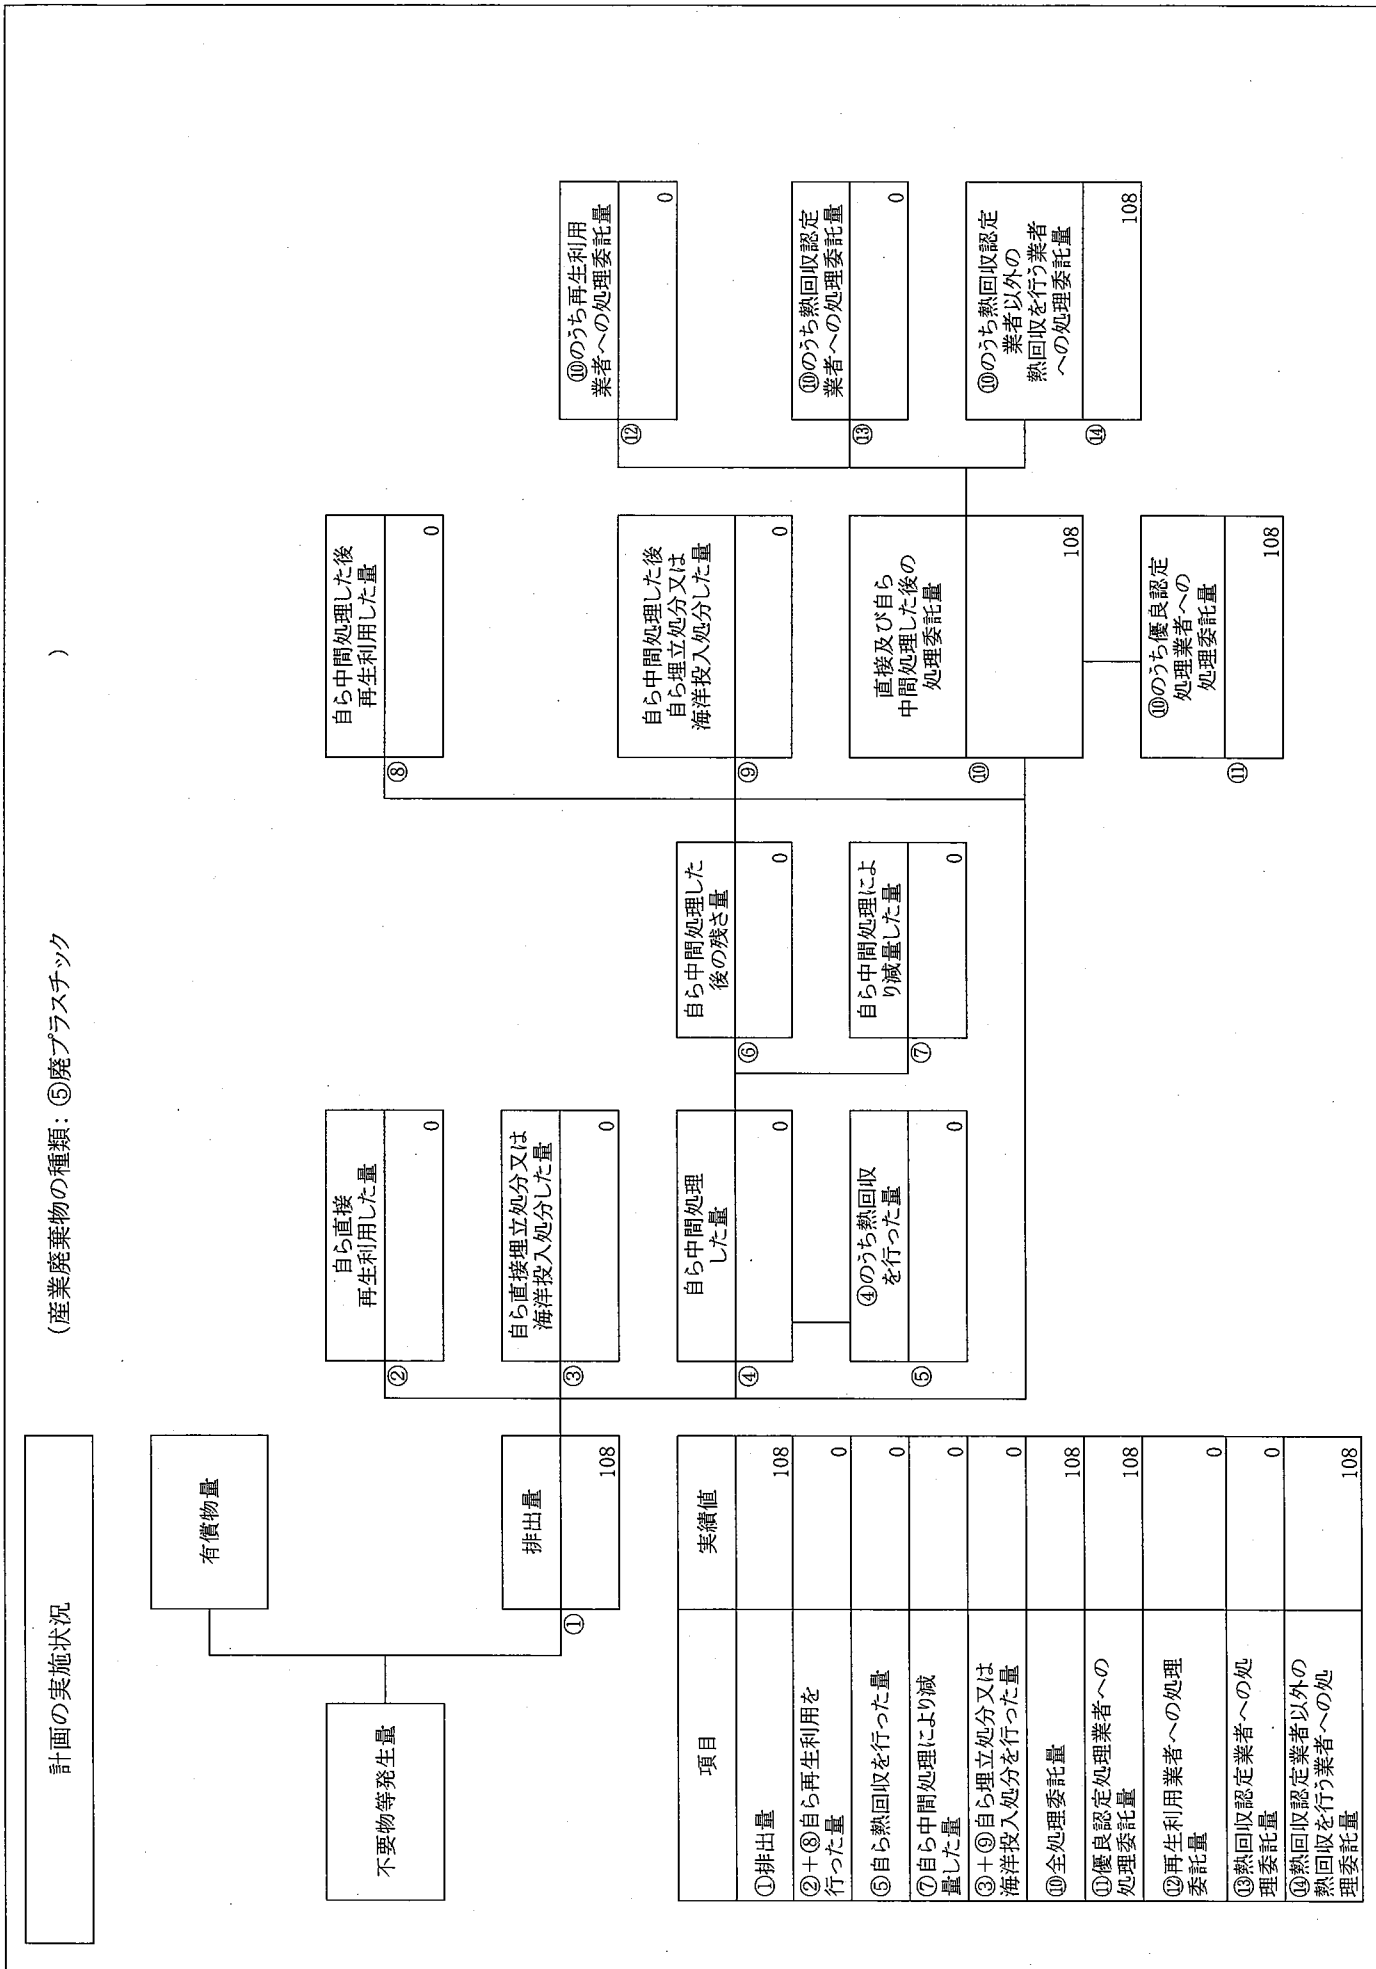 計画の実施状況
(産業廃棄物の種類：⑤廃プラスチック
)
不要物等発生量
有償物量
①
排出量
108
②
自ら直接
再生利用した量
0
③
自ら直接埋立処分又は
海洋投入処分した量
0
④
自ら中間処理
した量
0
⑤
④のうち熱回収
を行った量
0
⑥
自ら中間処理した
後の残さ量
0
⑦
自ら中間処理によ
り減量した量
0
⑧
自ら中間処理した後
再生利用した量
0
⑨
自ら中間処理した後
自ら埋立処分又は
海洋投入処分した量
0
⑩
直接及び自ら
中間処理した後の
処理委託量
108
⑪
⑩のうち優良認定
処理業者への
処理委託量
108
⑫
⑩のうち再生利用
業者への処理委託量
0
⑬
⑩のうち熱回収認定
業者への処理委託量
0
⑭
⑩のうち熱回収認定
業者以外の
熱回収を行う業者
への処理委託量
108
項目 実績値
①排出量 108
②＋⑧自ら再生利用を
行った量 0
⑤自ら熱回収を行った量 0
⑦自ら中間処理により減
量した量 0
③＋⑨自ら埋立処分又は
海洋投入処分を行った量 0
⑩全処理委託量 108
⑪優良認定処理業者への
処理委託量 108
⑫再生利用業者への処理
委託量 0
⑬熱回収認定業者への処
理委託量 0
⑭熱回収認定業者以外の
熱回収を行う業者への処
理委託量 108